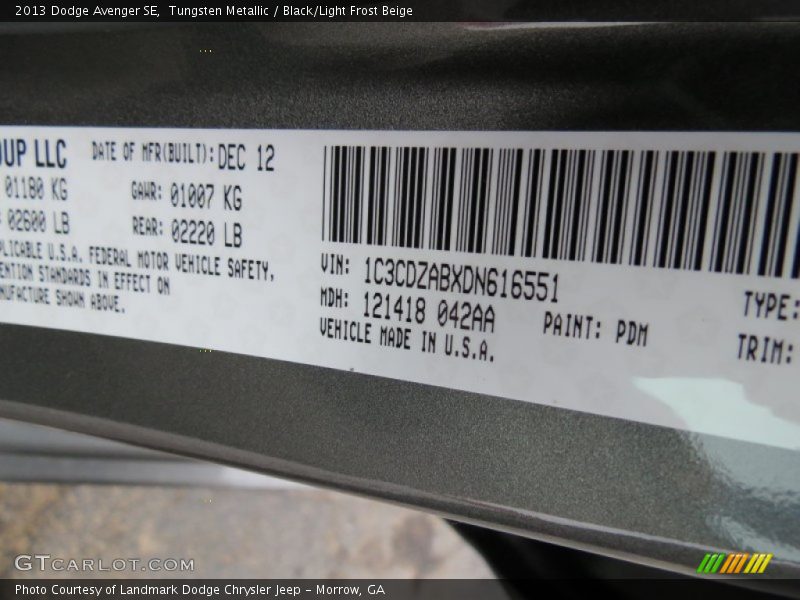 2013 Dodge Avenger SE, Tungsten Metallic / Black/Light Frost Beige
OUP LLC DATE OF MFR(BUILT): DEC 12
01180 KG GAWR: 01007 KG
02600 LB REAR: 02220 LB
PLICABLE U.S.A. FEDERAL MOTOR VEHICLE SAFETY,
ENTION STANDARDS IN EFFECT ON
NUFACTURE SHOWN ABOVE.
VIN: 1C3CDZABXDN616551 TYPE:
MDH: 121418 042AA PAINT: PDM TRIM:
VEHICLE MADE IN U.S.A.
GTCARLOT.COM
Photo Courtesy of Landmark Dodge Chrysler Jeep – Morrow, GA